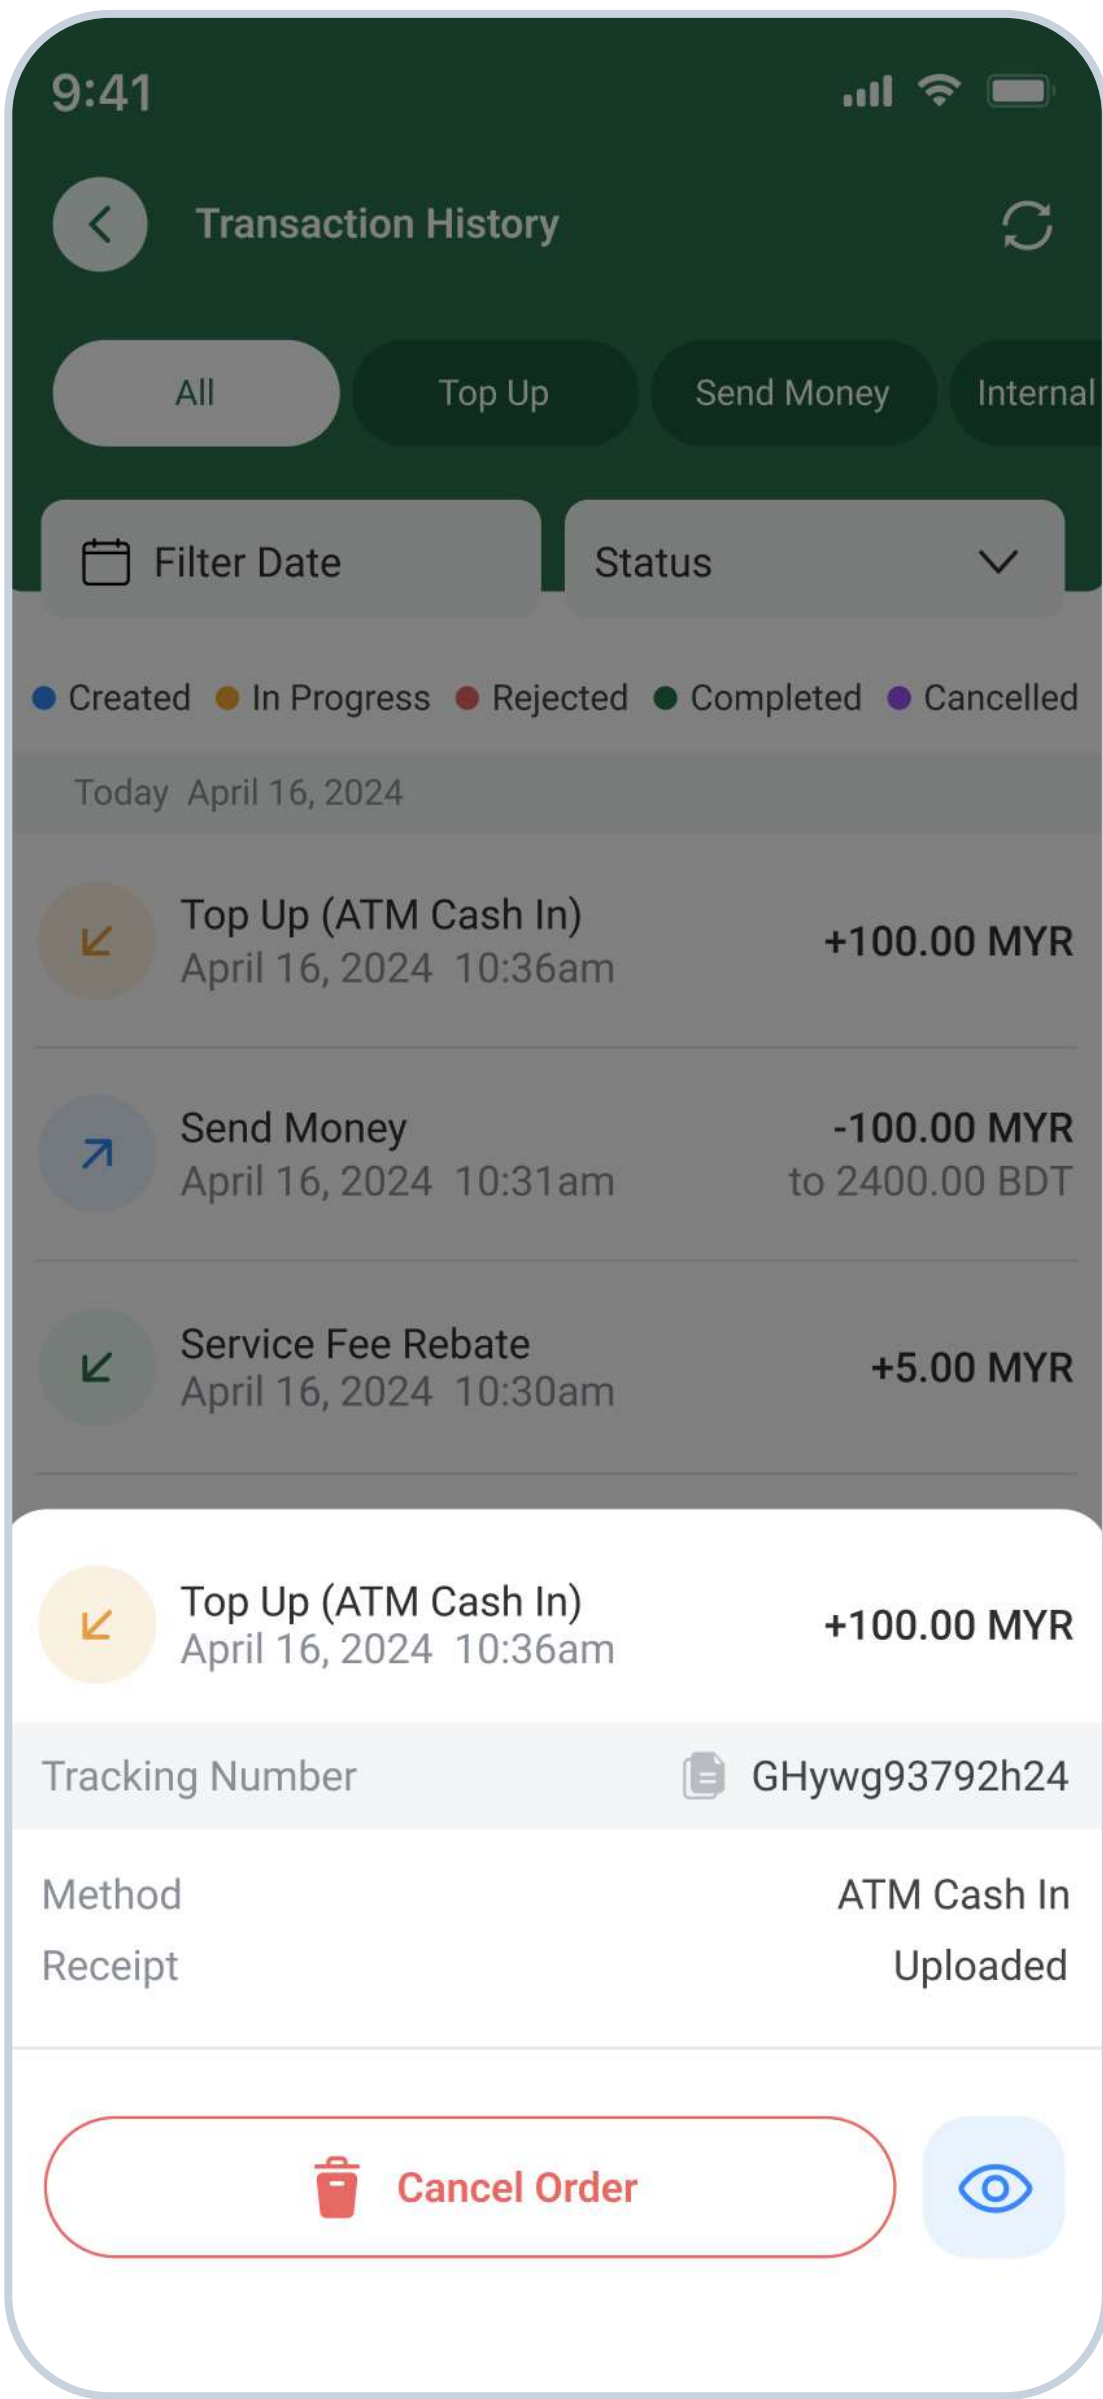 9:41
Transaction History
All Top Up Send Money Internal
Filter Date Status
Created In Progress Rejected Completed Cancelled
Today April 16, 2024
Top Up (ATM Cash In)
April 16, 2024 10:36am
+100.00 MYR
Send Money
April 16, 2024 10:31am
-100.00 MYR
to 2400.00 BDT
Service Fee Rebate
April 16, 2024 10:30am
+5.00 MYR
Top Up (ATM Cash In)
April 16, 2024 10:36am
+100.00 MYR
Tracking Number GHywg93792h24
Method ATM Cash In
Receipt Uploaded
Cancel Order